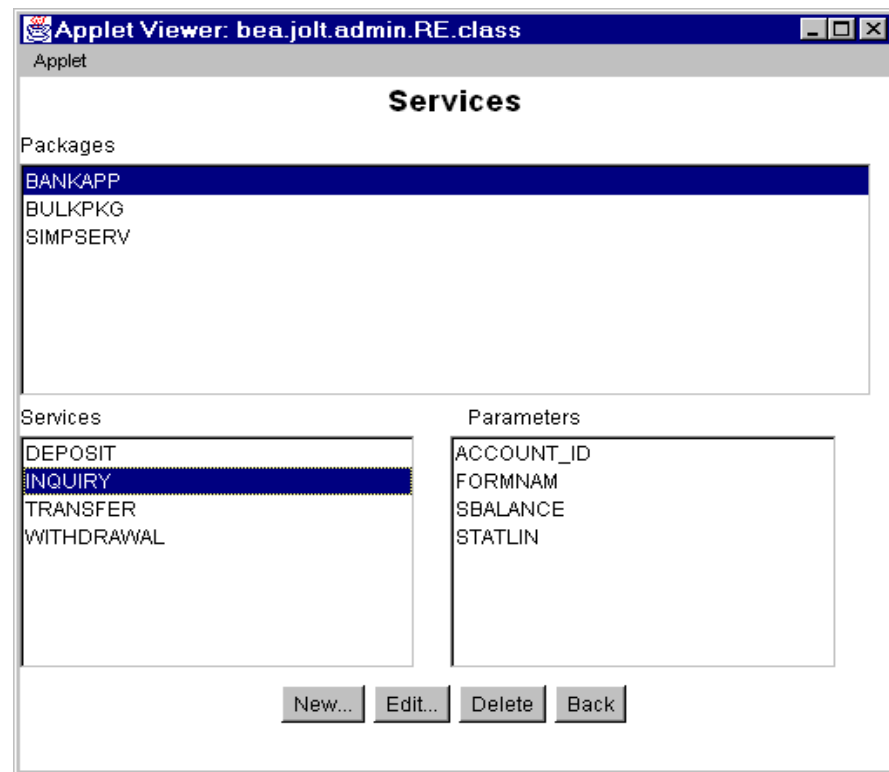 Applet Viewer: bea.jolt.admin.RE.class
Applet
Services
Packages
BANKAPP
BULKPKG
SIMPSERV
Services
DEPOSIT
INQUIRY
TRANSFER
WITHDRAWAL
Parameters
ACCOUNT_ID
FORMNAM
SBALANCE
STATLIN
New... Edit... Delete Back